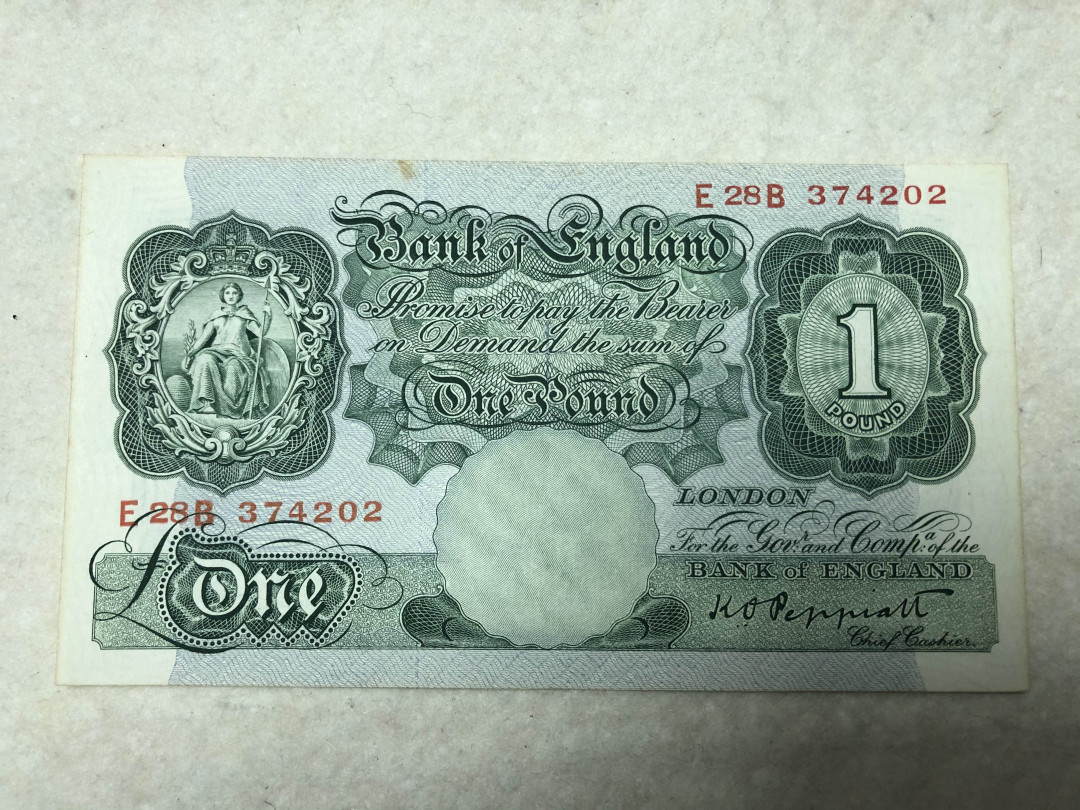 E 28B 374202
Bank of England
Promise to pay the Bearer
on Demand the sum of
One Pound
1
POUND
E 28B 374202
LONDON
For the Govr. and Compa. of the
BANK of ENGLAND
£One
K O Peppiatt
Chief Cashier.